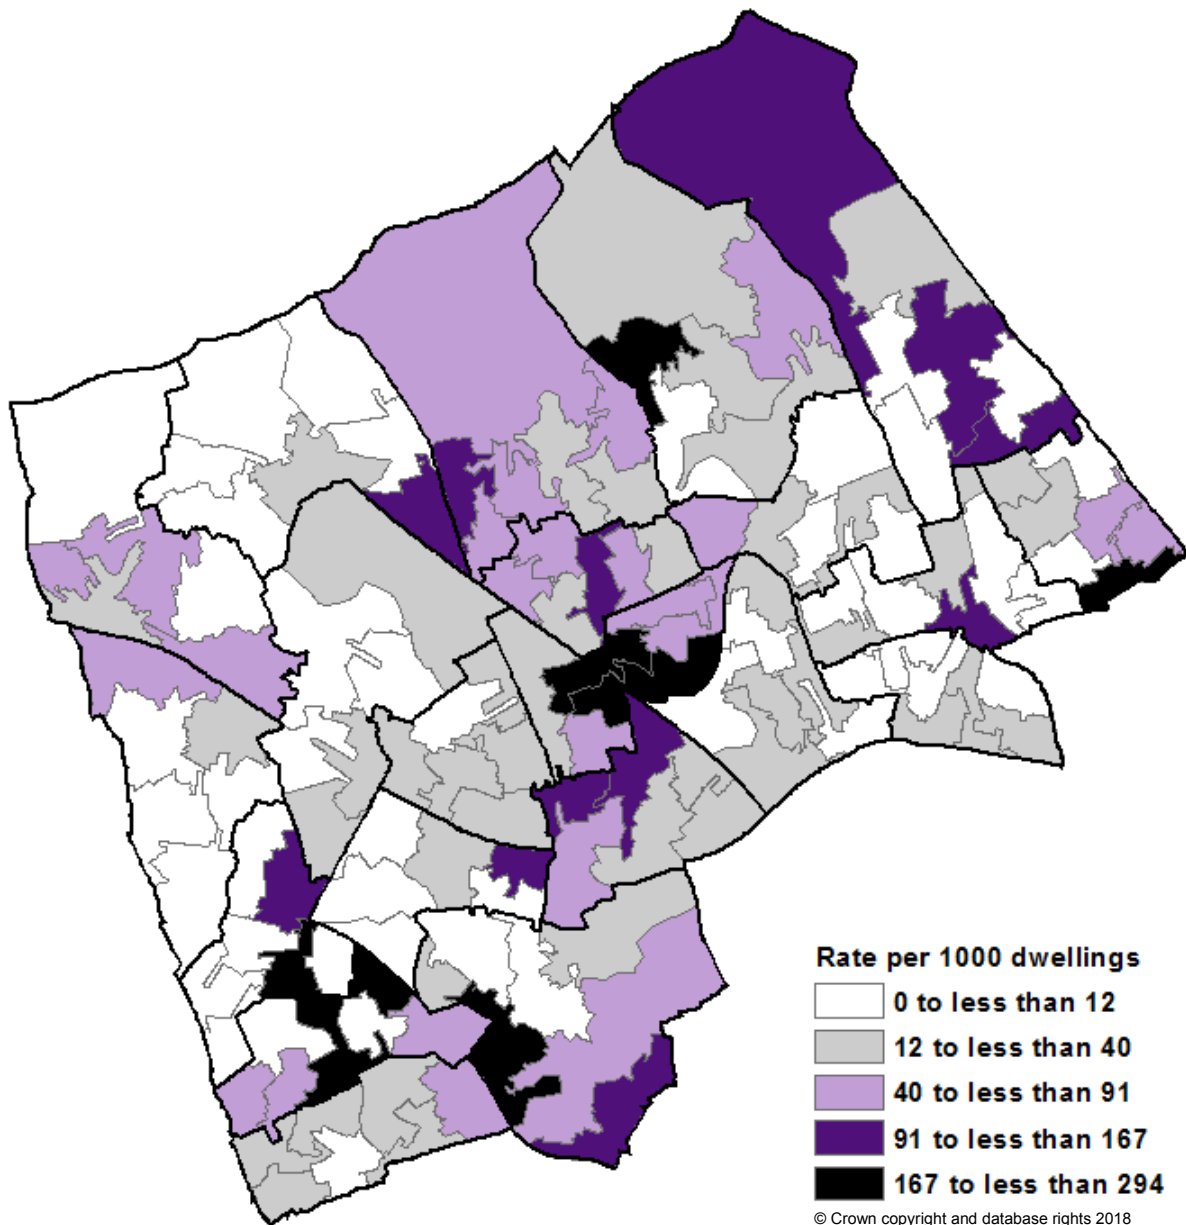 Rate per 1000 dwellings
0 to less than 12
12 to less than 40
40 to less than 91
91 to less than 167
167 to less than 294
© Crown copyright and database rights 2018